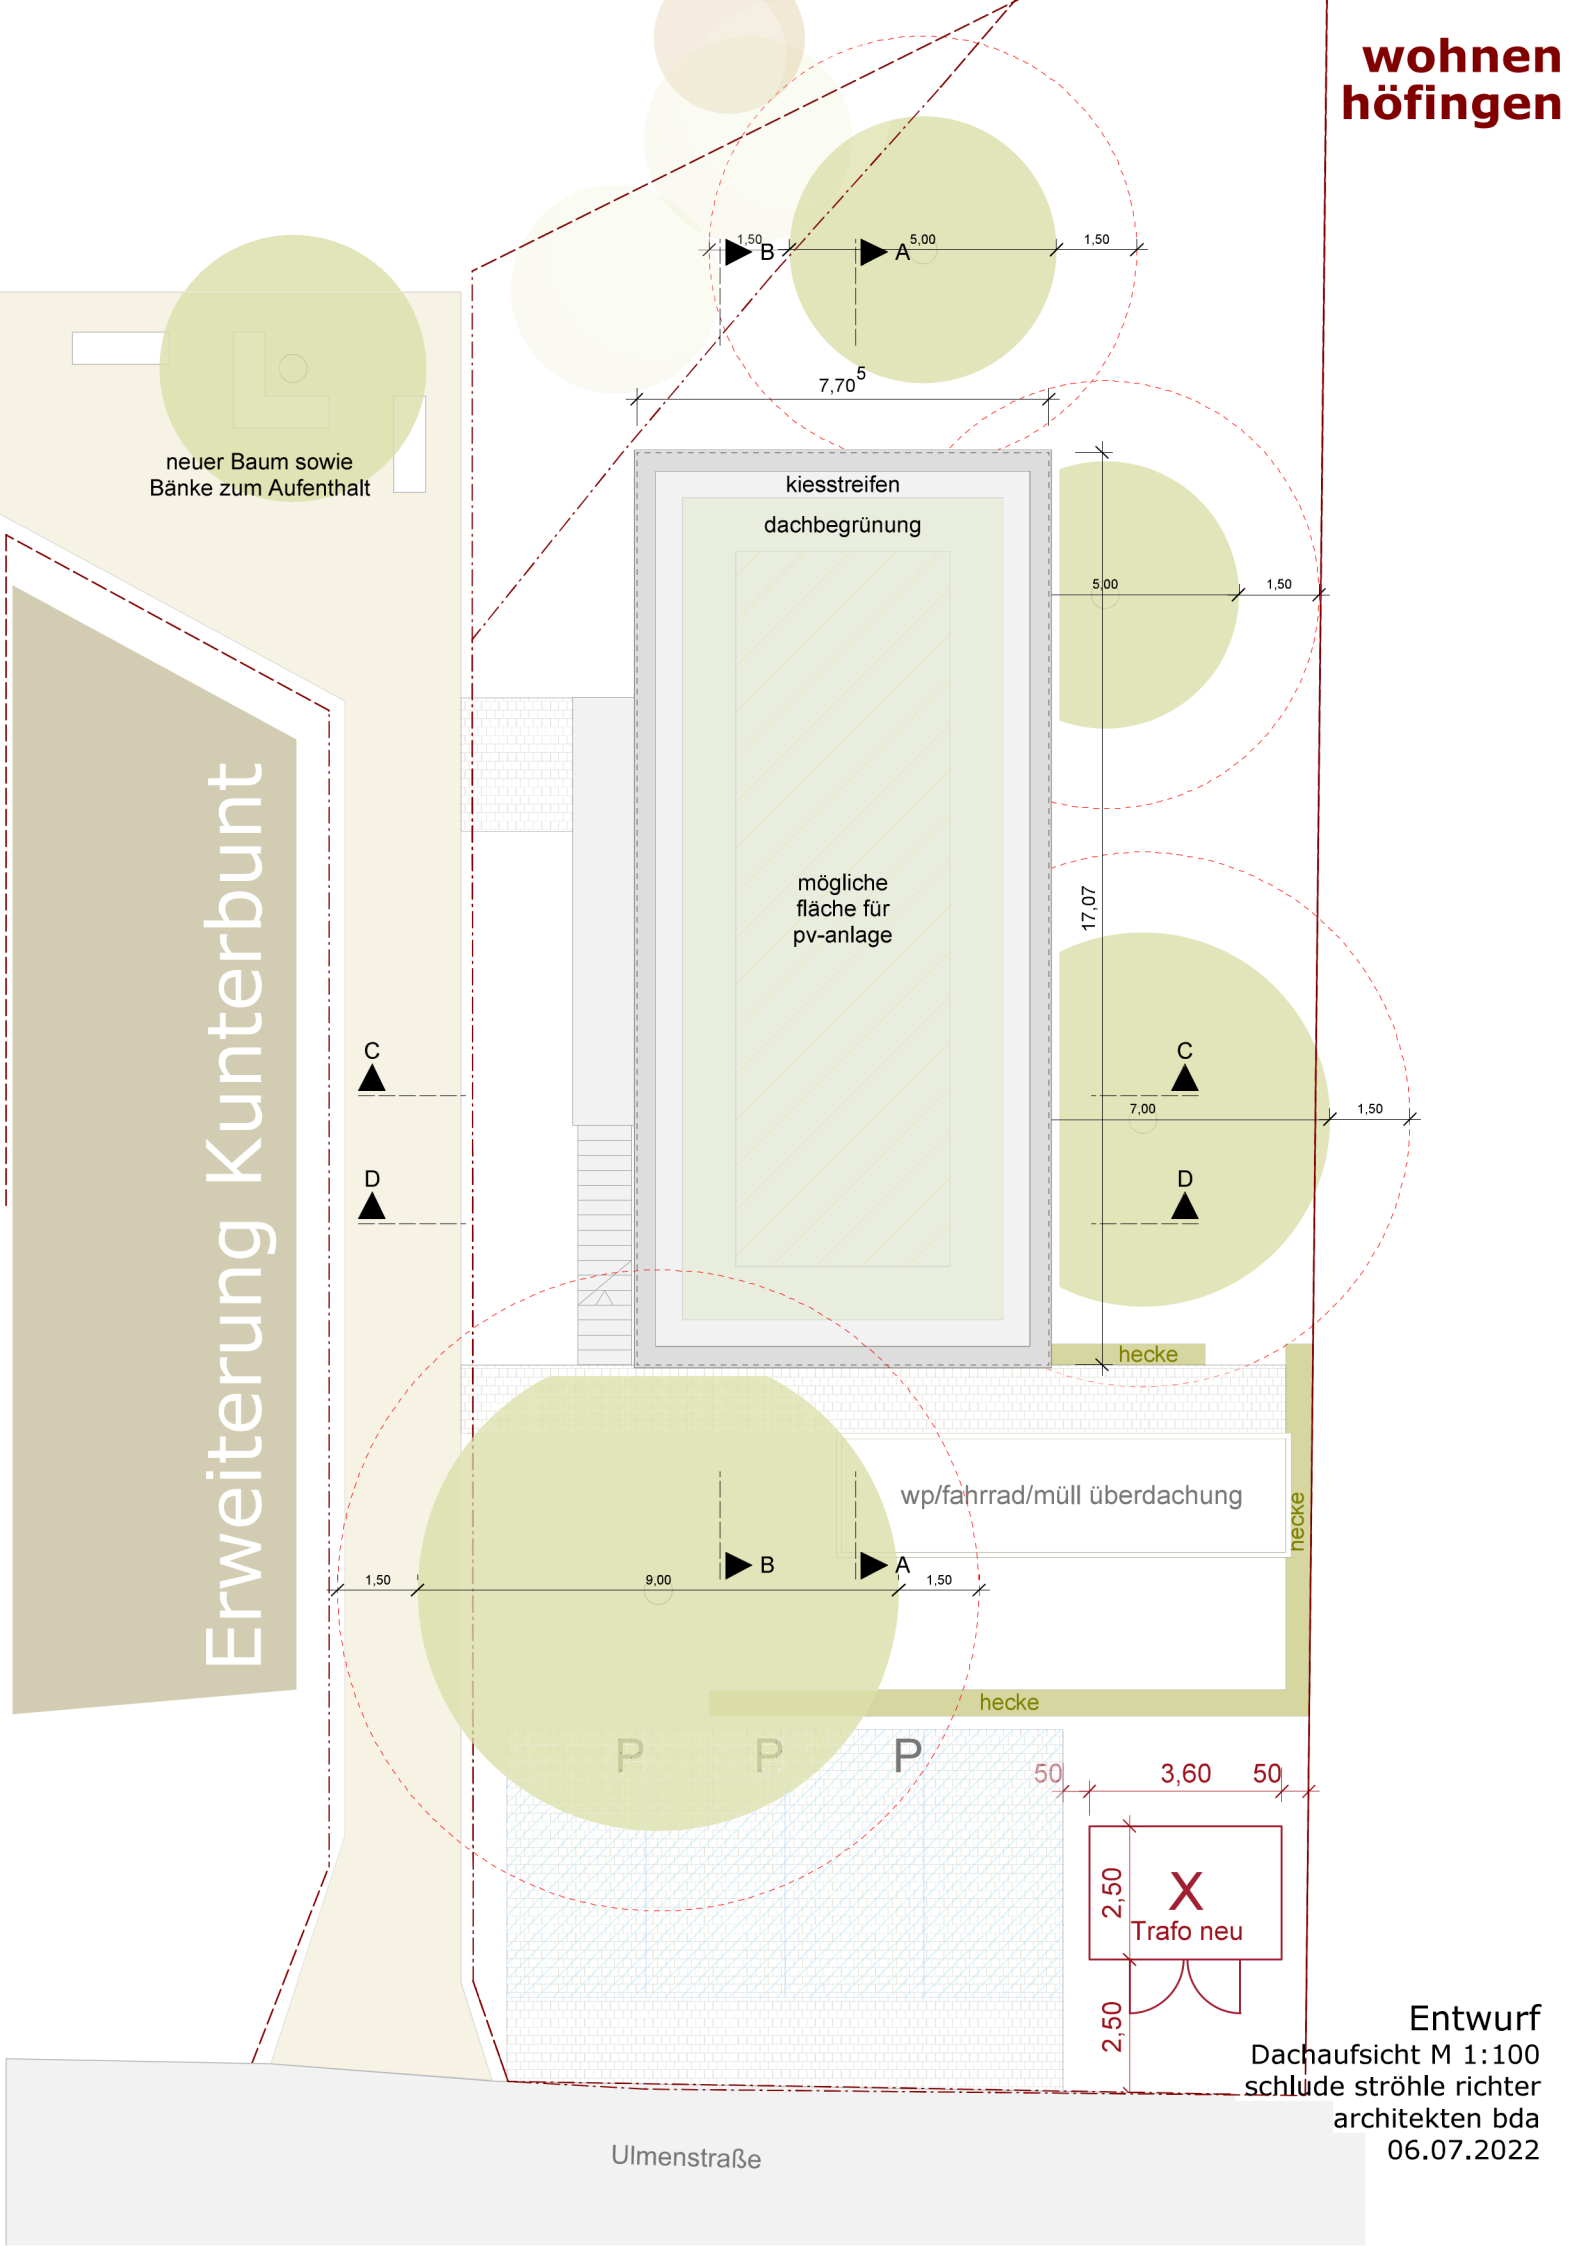 wohnen
höfingen
1,50
B
A
5,00
1,50
7,70⁵
neuer Baum sowie
Bänke zum Aufenthalt
kiesstreifen
dachbegrünung
5,00
1,50
mögliche
fläche für
pv-anlage
17,07
Erweiterung Kunterbunt
C
C
7,00
1,50
D
D
hecke
wp/fahrrad/müll überdachung
hecke
1,50
9,00
B
A
1,50
hecke
P
P
P
50
3,60
50
2,50
X
Trafo neu
2,50
Entwurf
Dachaufsicht M 1:100
schlude ströhle richter
architekten bda
06.07.2022
Ulmenstraße